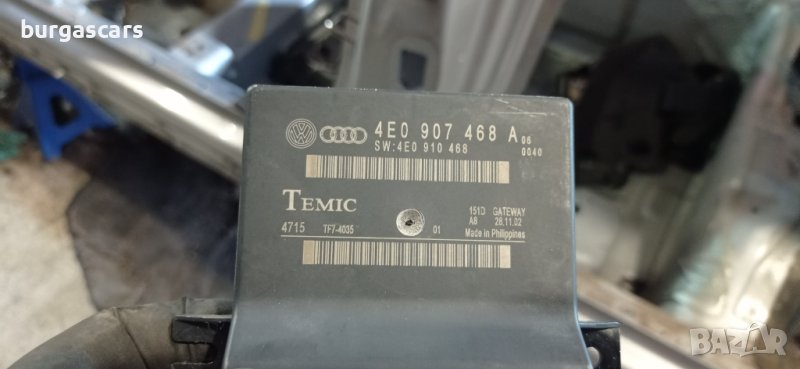 burgascars
4E0 907 468 A 06
SW:4E0 910 468 0040
TEMIC
151D GATEWAY
4715 TF7-4035 01 A8 28.11.02
Made in Philippines
BAZAR